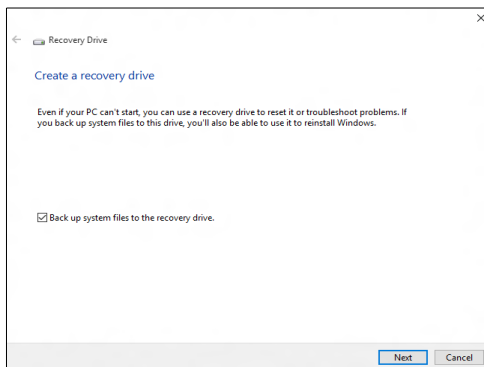 Recovery Drive
Create a recovery drive
Even if your PC can't start, you can use a recovery drive to reset it or troubleshoot problems. If
you back up system files to this drive, you'll also be able to use it to reinstall Windows.
Back up system files to the recovery drive.
Next Cancel